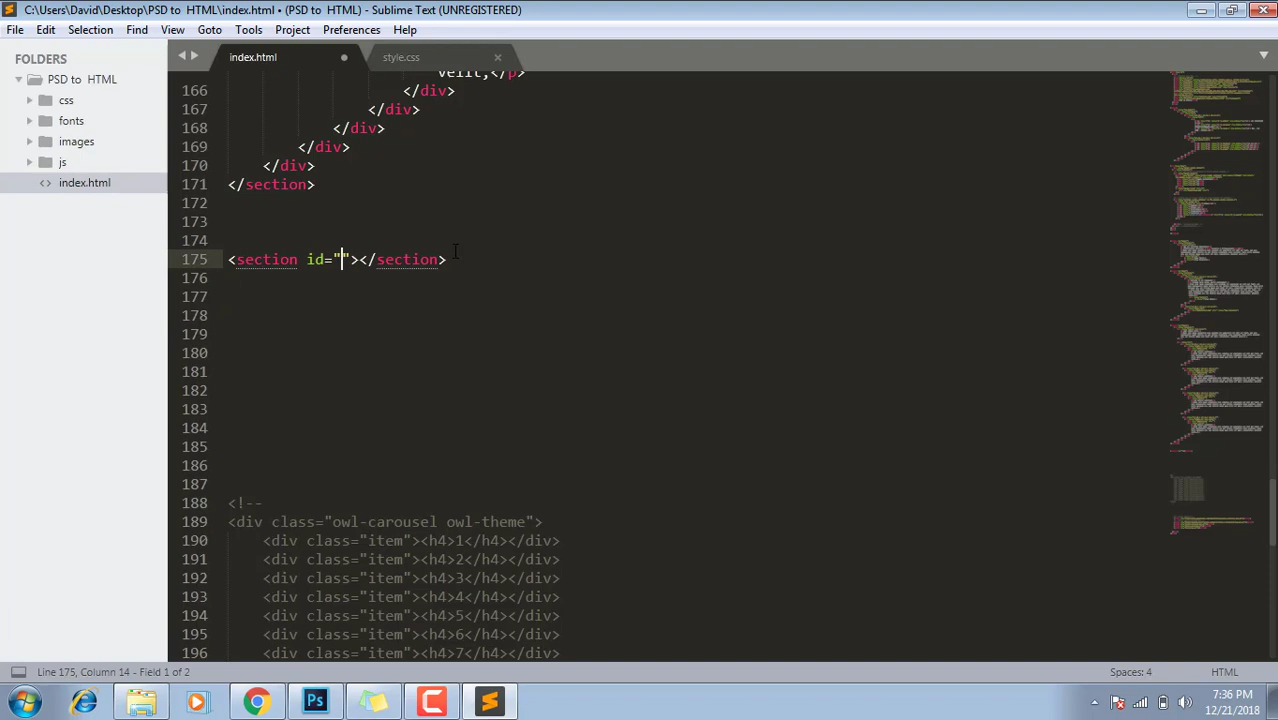 C:\Users\David\Desktop\PSD to HTML\index.html • (PSD to HTML) - Sublime Text (UNREGISTERED)
File Edit Selection Find View Goto Tools Project Preferences Help
FOLDERS
PSD to HTML
css
fonts
images
js
<> index.html
index.html
style.css
velit,</p>
166 </div>
167 </div>
168 </div>
169 </div>
170 </div>
171 </section>
172
173
174
175 <section id=""></section>
176
177
178
179
180
181
182
183
184
185
186
187
188 <!--
189 <div class="owl-carousel owl-theme">
190 <div class="item"><h4>1</h4></div>
191 <div class="item"><h4>2</h4></div>
192 <div class="item"><h4>3</h4></div>
193 <div class="item"><h4>4</h4></div>
194 <div class="item"><h4>5</h4></div>
195 <div class="item"><h4>6</h4></div>
196 <div class="item"><h4>7</h4></div>
Line 175, Column 14 - Field 1 of 2
Spaces: 4
HTML
Ps
7:36 PM
12/21/2018